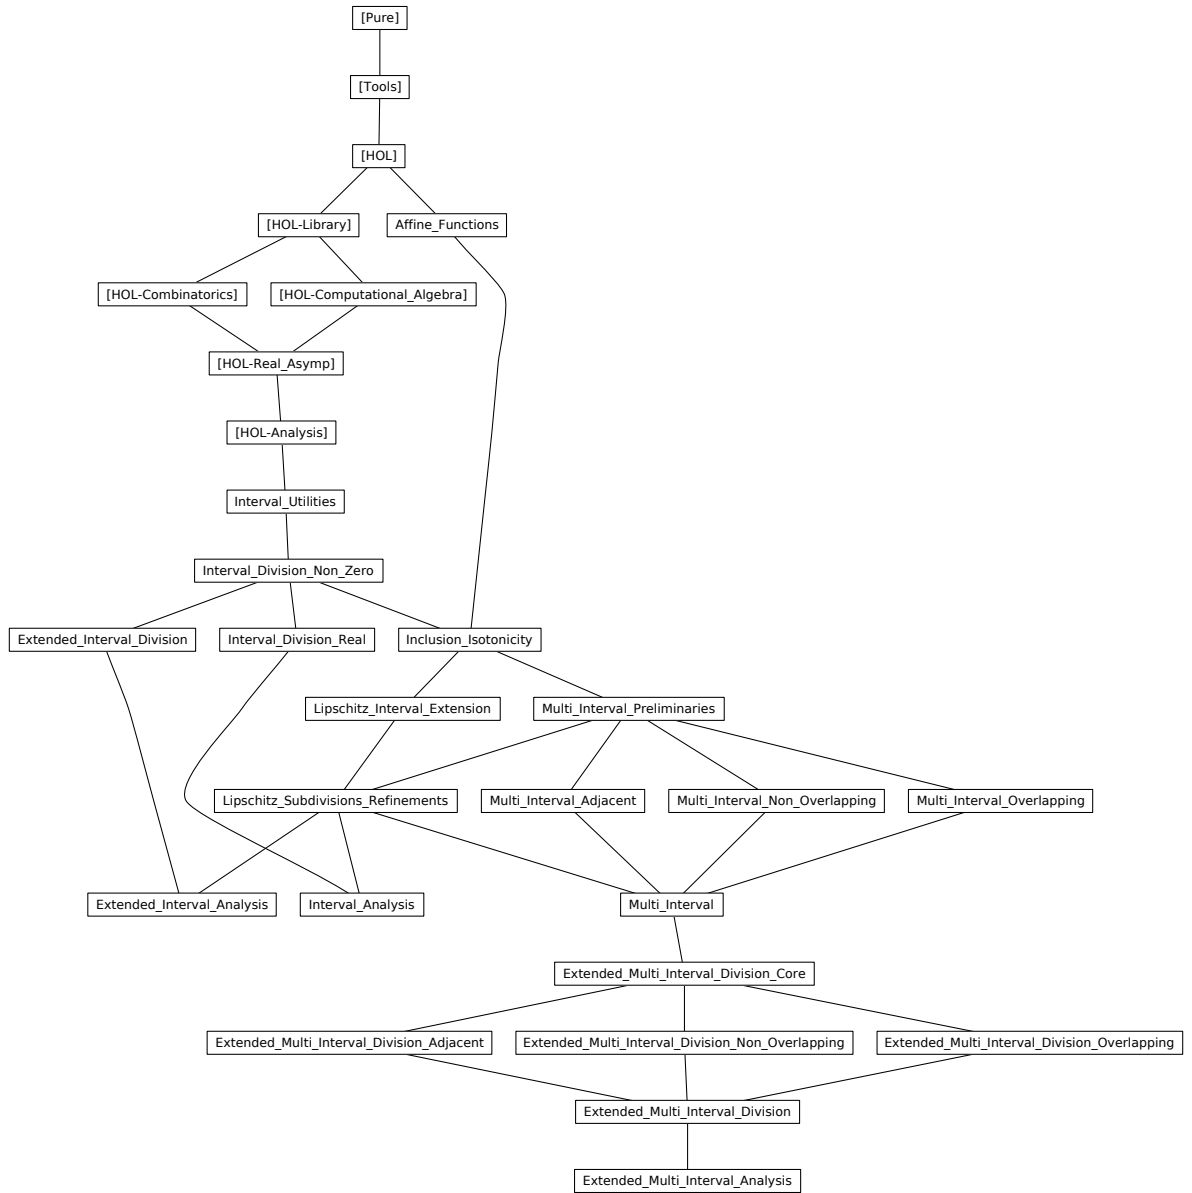 [Pure]
[Tools]
[HOL]
[HOL-Library]
Affine_Functions
[HOL-Combinatorics]
[HOL-Computational_Algebra]
[HOL-Real_Asymp]
[HOL-Analysis]
Interval_Utilities
Interval_Division_Non_Zero
Extended_Interval_Division
Interval_Division_Real
Inclusion_Isotonicity
Lipschitz_Interval_Extension
Multi_Interval_Preliminaries
Lipschitz_Subdivisions_Refinements
Multi_Interval_Adjacent
Multi_Interval_Non_Overlapping
Multi_Interval_Overlapping
Extended_Interval_Analysis
Interval_Analysis
Multi_Interval
Extended_Multi_Interval_Division_Core
Extended_Multi_Interval_Division_Adjacent
Extended_Multi_Interval_Division_Non_Overlapping
Extended_Multi_Interval_Division_Overlapping
Extended_Multi_Interval_Division
Extended_Multi_Interval_Analysis